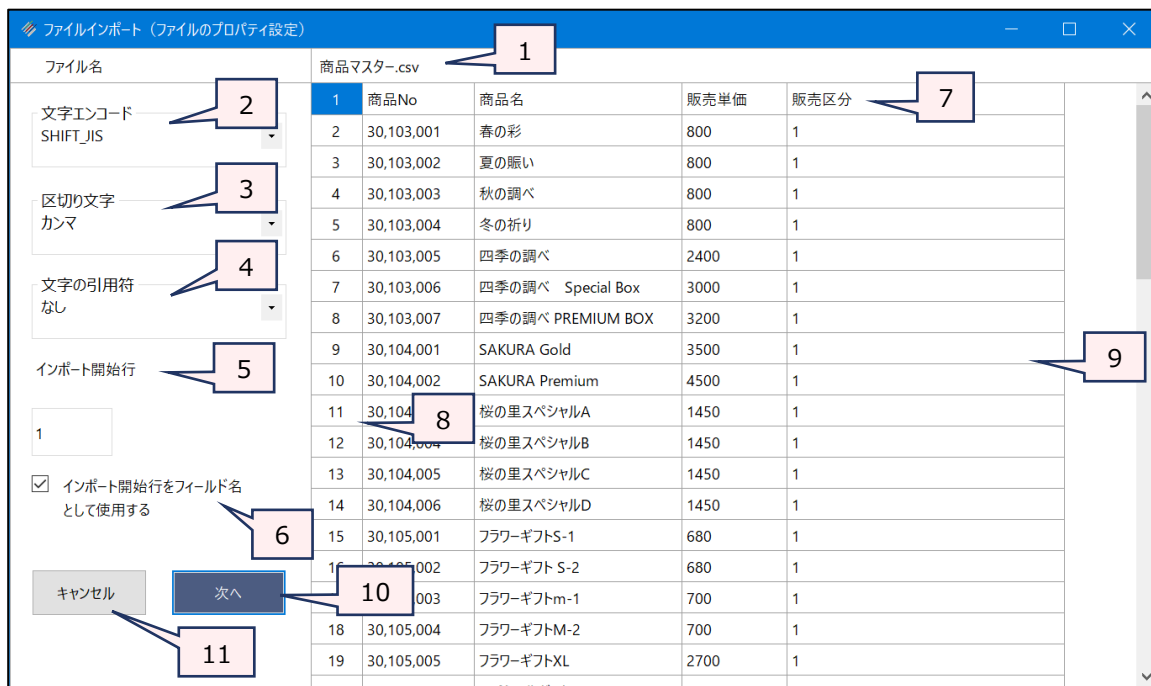 ファイルインポート（ファイルのプロパティ設定）
ファイル名
商品マスター.csv
1
文字エンコード
SHIFT_JIS
2
区切り文字
カンマ
3
文字の引用符
なし
4
インポート開始行
5
1
インポート開始行をフィールド名
として使用する
6
キャンセル
次へ
10
11
1 商品No 商品名 販売単価 販売区分
7
2 30,103,001 春の彩 800 1
3 30,103,002 夏の賑い 800 1
4 30,103,003 秋の調べ 800 1
5 30,103,004 冬の祈り 800 1
6 30,103,005 四季の調べ 2400 1
7 30,103,006 四季の調べ　Special Box 3000 1
8 30,103,007 四季の調べ PREMIUM BOX 3200 1
9 30,104,001 SAKURA Gold 3500 1
9
10 30,104,002 SAKURA Premium 4500 1
11 30,104 桜の里スペシャルA 1450 1
8
12 30,104,004 桜の里スペシャルB 1450 1
13 30,104,005 桜の里スペシャルC 1450 1
14 30,104,006 桜の里スペシャルD 1450 1
15 30,105,001 フラワーギフトS-1 680 1
16 002 フラワーギフト S-2 680 1
003 フラワーギフトm-1 700 1
18 30,105,004 フラワーギフトM-2 700 1
19 30,105,005 フラワーギフトXL 2700 1